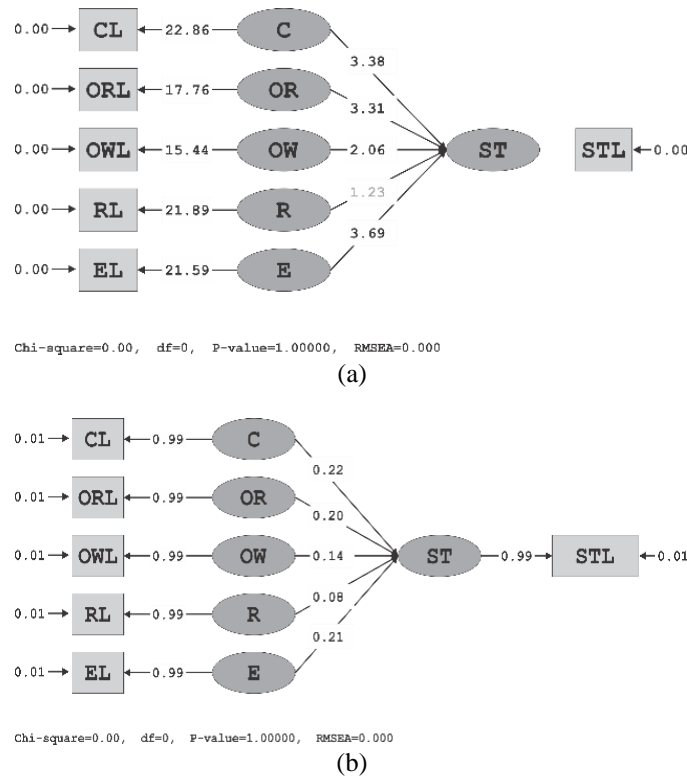 0.00 CL 22.86 C
3.38
0.00 ORL 17.76 OR
3.31
0.00 OWL 15.44 OW 2.06 ST STL 0.00
1.23
0.00 RL 21.89 R
3.69
0.00 EL 21.59 E
Chi-square=0.00, df=0, P-value=1.00000, RMSEA=0.000
(a)
0.01 CL 0.99 C
0.22
0.01 ORL 0.99 OR
0.20
0.01 OWL 0.99 OW 0.14 ST 0.99 STL 0.01
0.08
0.01 RL 0.99 R
0.21
0.01 EL 0.99 E
Chi-square=0.00, df=0, P-value=1.00000, RMSEA=0.000
(b)